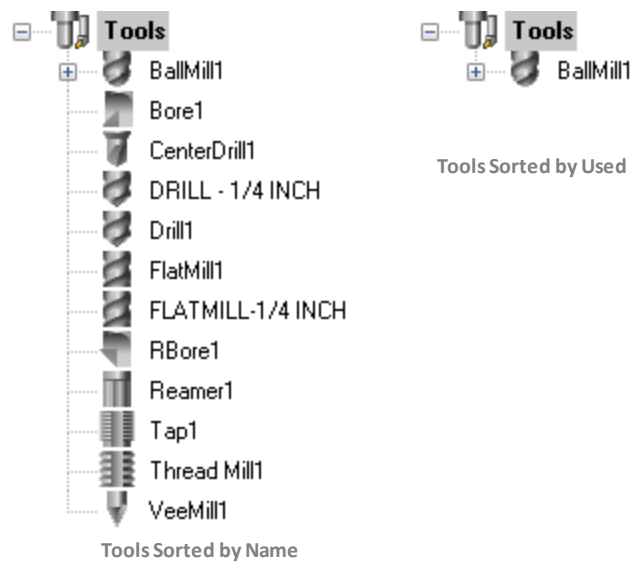 Tools
BallMill1
Bore1
CenterDrill1
DRILL - 1/4 INCH
Drill1
FlatMill1
FLATMILL-1/4 INCH
RBore1
Reamer1
Tap1
Thread Mill1
VeeMill1
Tools Sorted by Name
Tools
BallMill1
Tools Sorted by Used